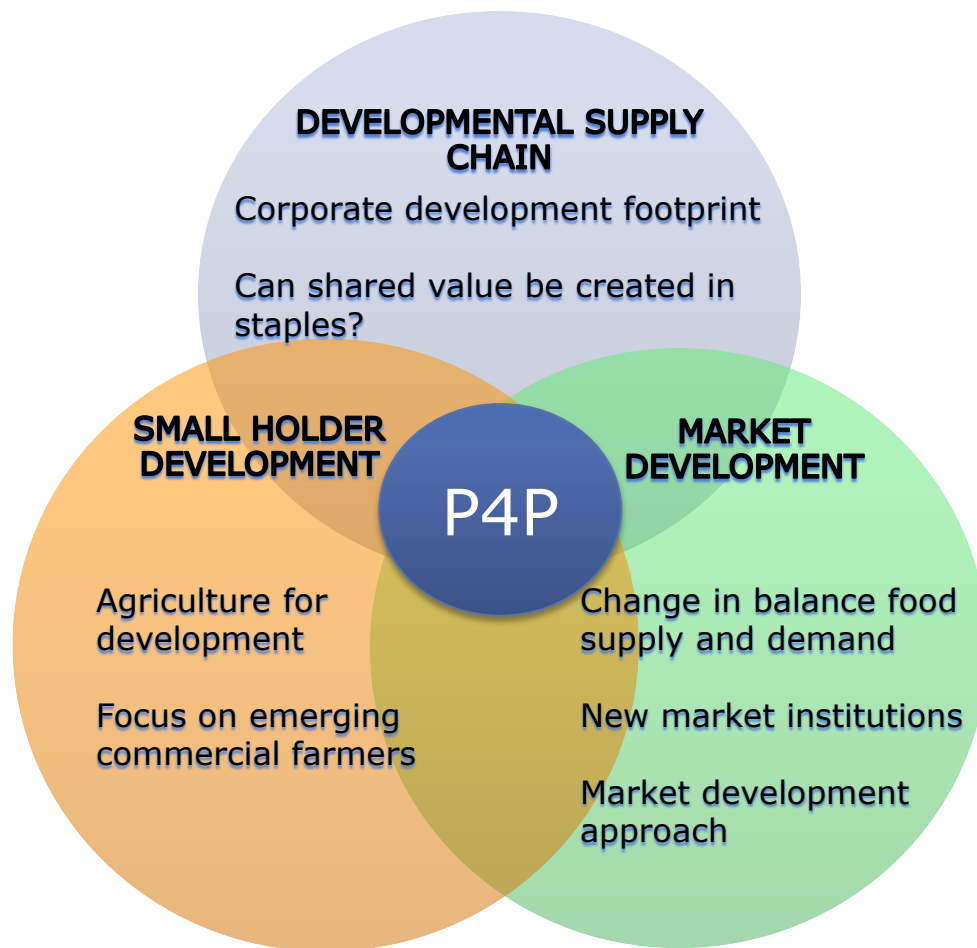 DEVELOPMENTAL SUPPLY
CHAIN
Corporate development footprint
Can shared value be created in
staples?
SMALL HOLDER
DEVELOPMENT
Agriculture for
development
Focus on emerging
commercial farmers
P4P
MARKET
DEVELOPMENT
Change in balance food
supply and demand
New market institutions
Market development
approach